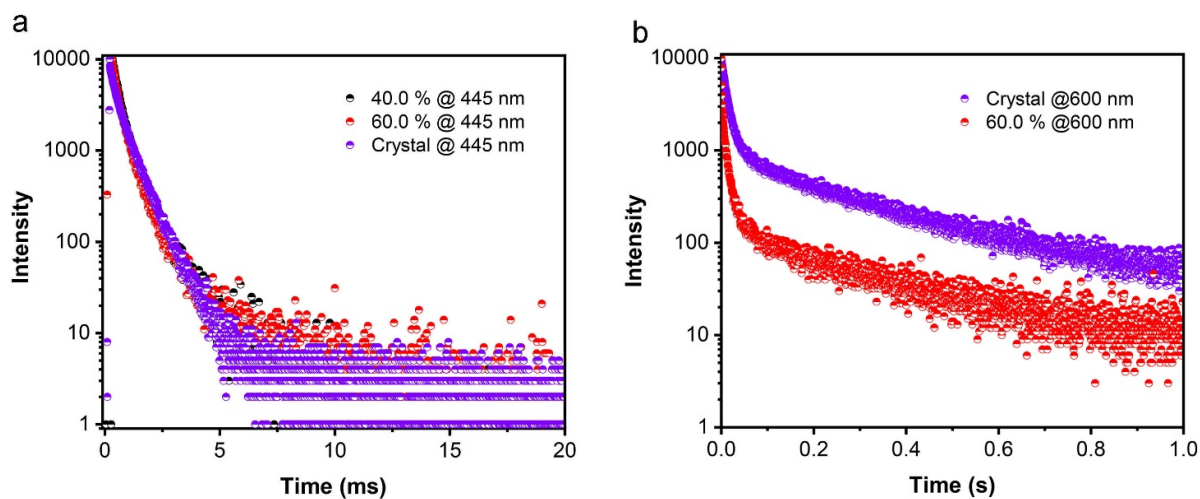 a
10000
1000
100
10
1
Intensity
40.0 % @ 445 nm
60.0 % @ 445 nm
Crystal @ 445 nm
0 5 10 15 20
Time (ms)
b
10000
1000
100
10
1
Intensity
Crystal @600 nm
60.0 % @600 nm
0.0 0.2 0.4 0.6 0.8 1.0
Time (s)